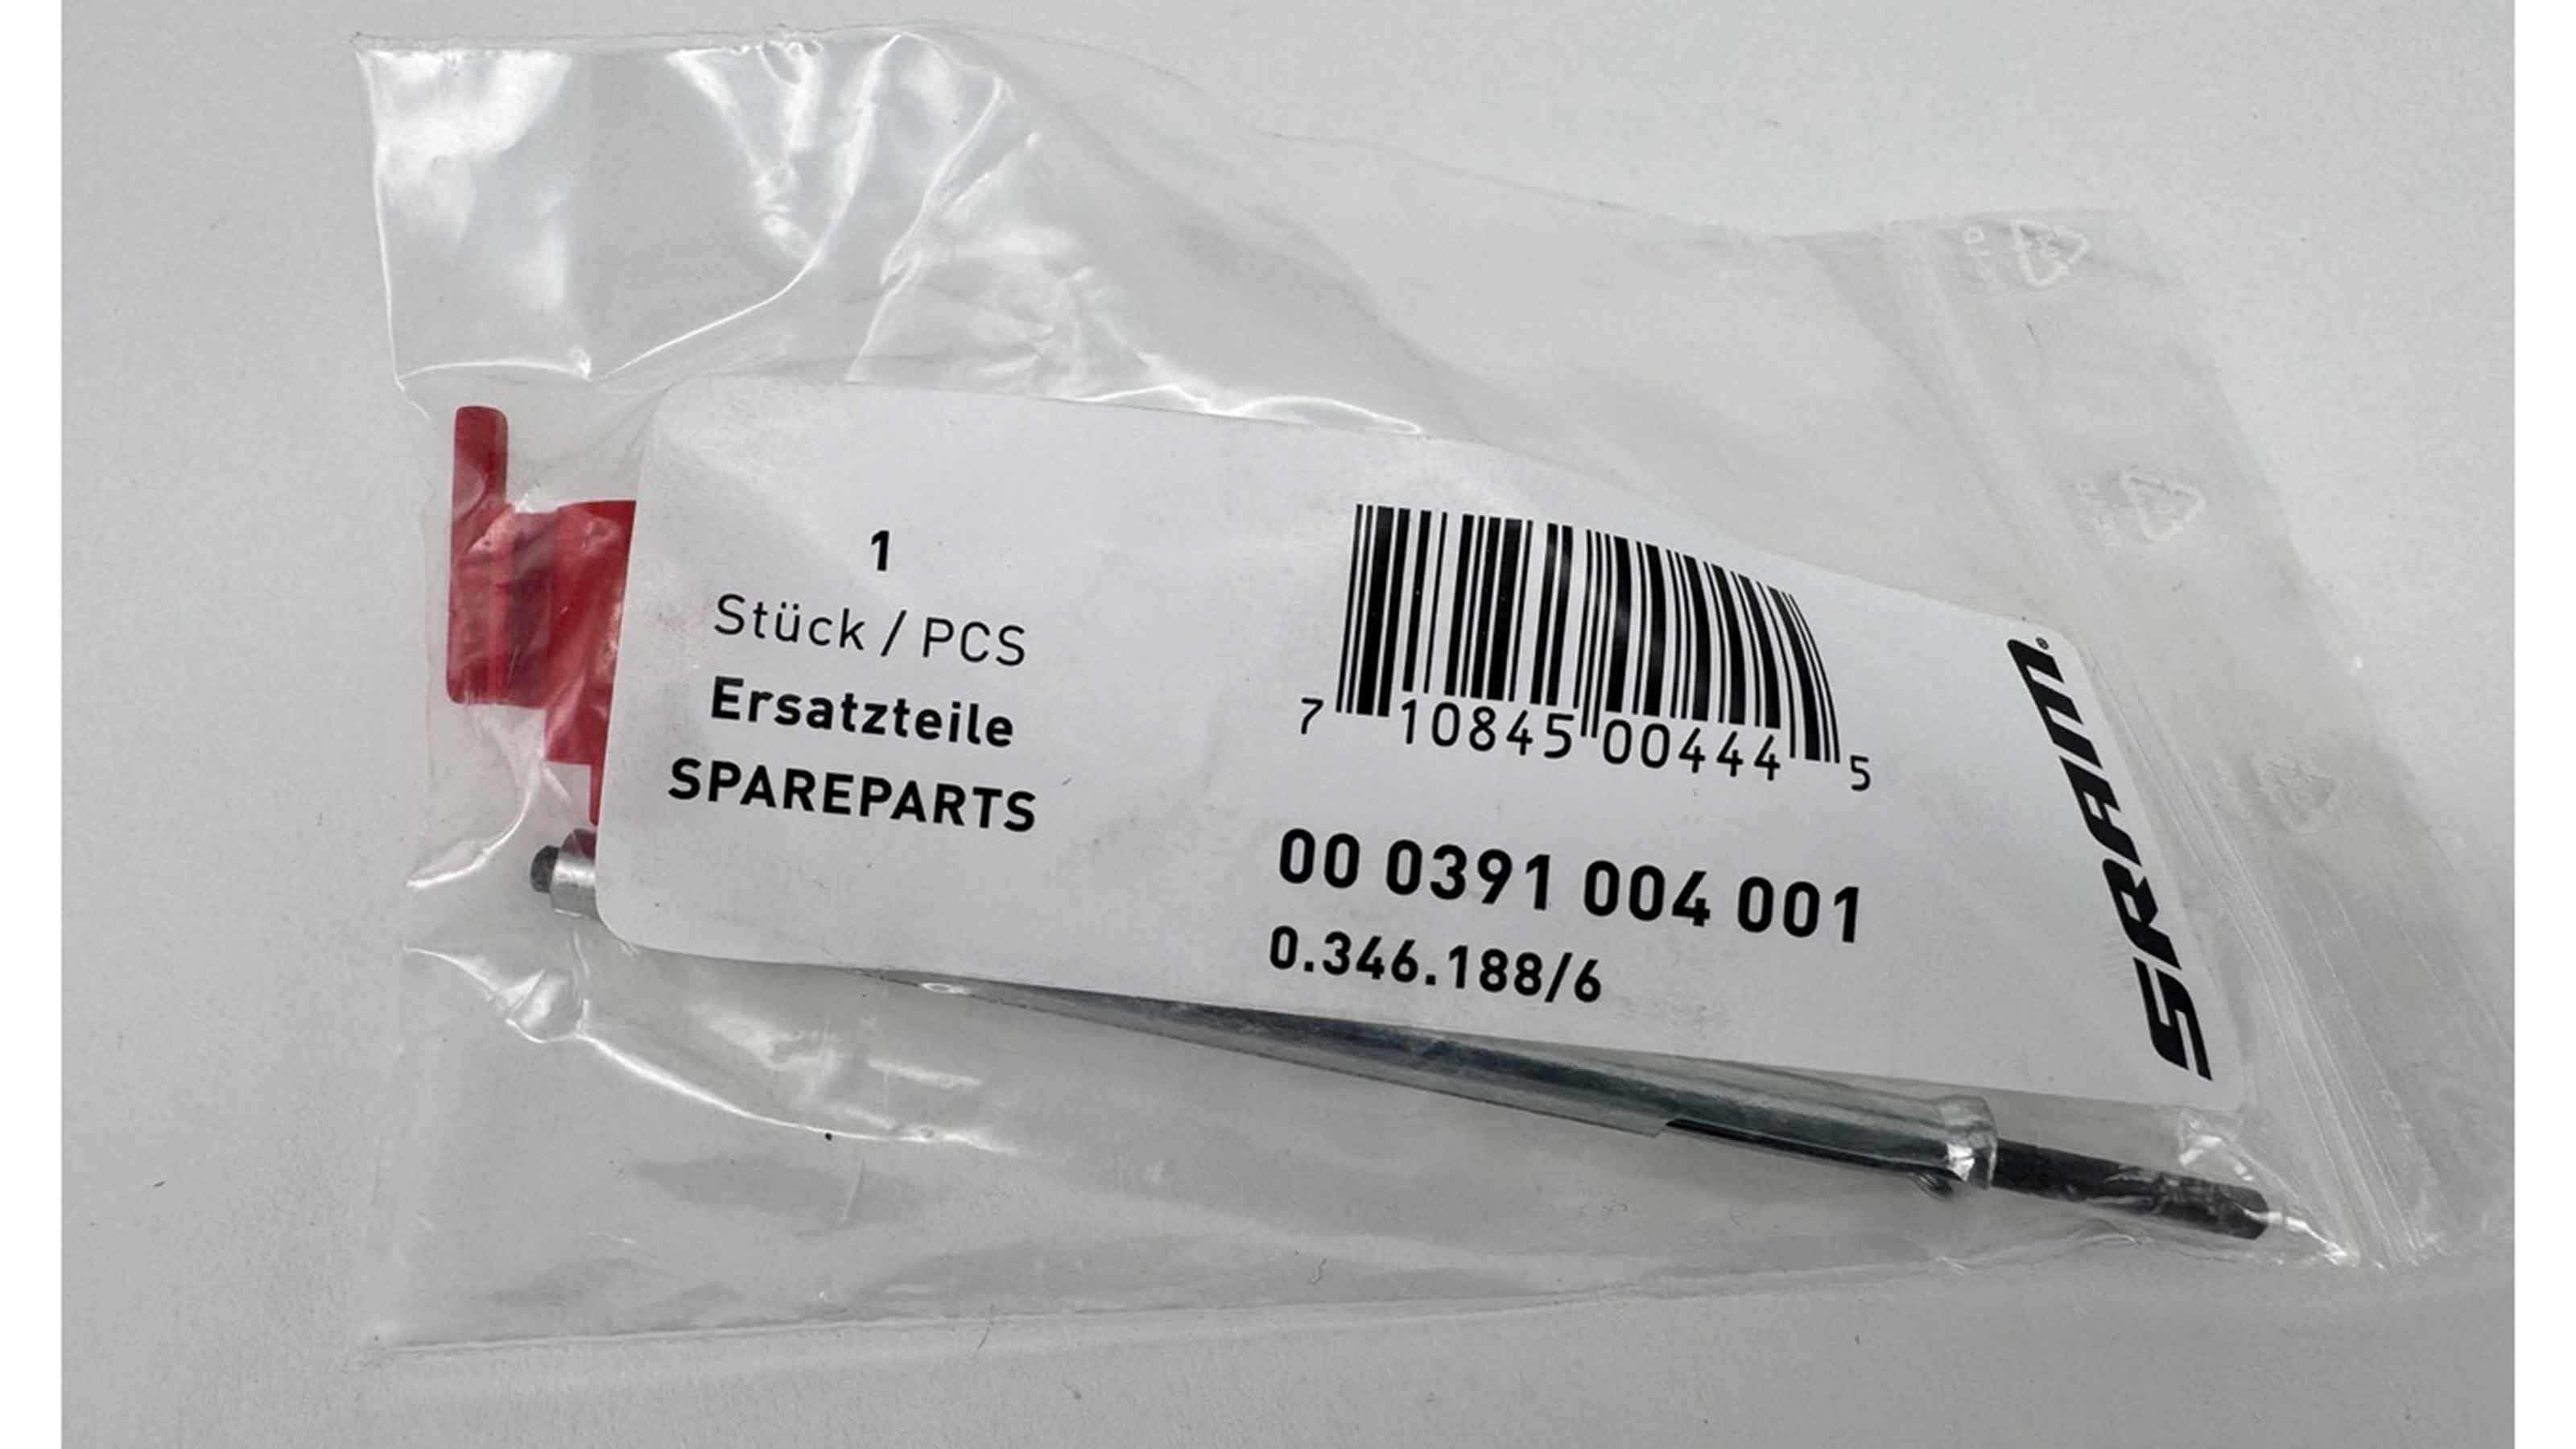 1
Stück / PCS
Ersatzteile
SPAREPARTS
7 10845 00444 5
00 0391 004 001
0.346.188/6
SRAM®